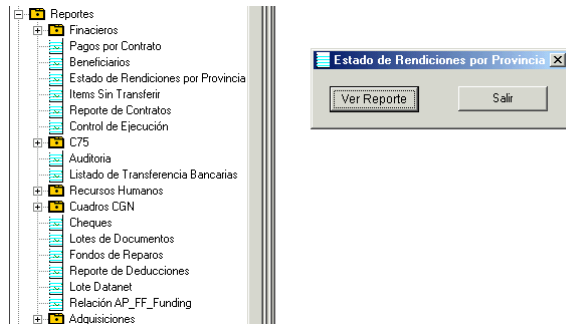 Reportes
Finacieros
Pagos por Contrato
Beneficiarios
Estado de Rendiciones por Provincia
Items Sin Transferir
Reporte de Contratos
Control de Ejecución
C75
Auditoria
Listado de Transferencia Bancarias
Recursos Humanos
Cuadros CGN
Cheques
Lotes de Documentos
Fondos de Reparos
Reporte de Deducciones
Lote Datanet
Relación AP_FF_Funding
Adquisiciones
Estado de Rendiciones por Provincia
Ver Reporte
Salir